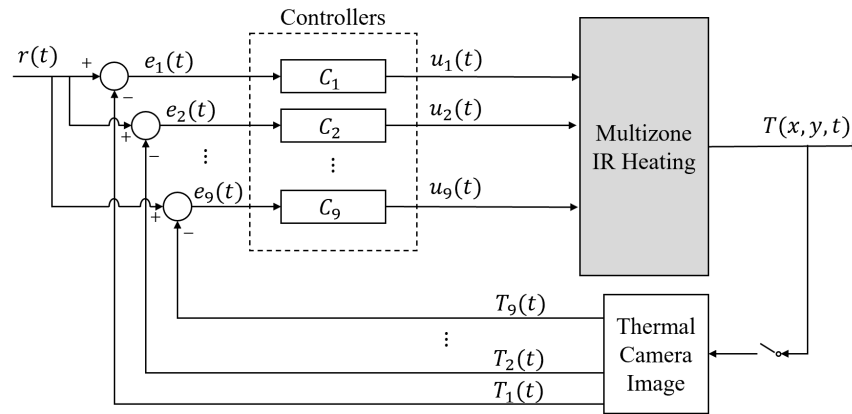 Controllers
r(t)
+
−
e₁(t)
C₁
u₁(t)
+
−
e₂(t)
C₂
u₂(t)
⋮
⋮
+
−
e₉(t)
C₉
u₉(t)
Multizone
IR Heating
T(x, y, t)
T₉(t)
⋮
T₂(t)
T₁(t)
Thermal
Camera
Image